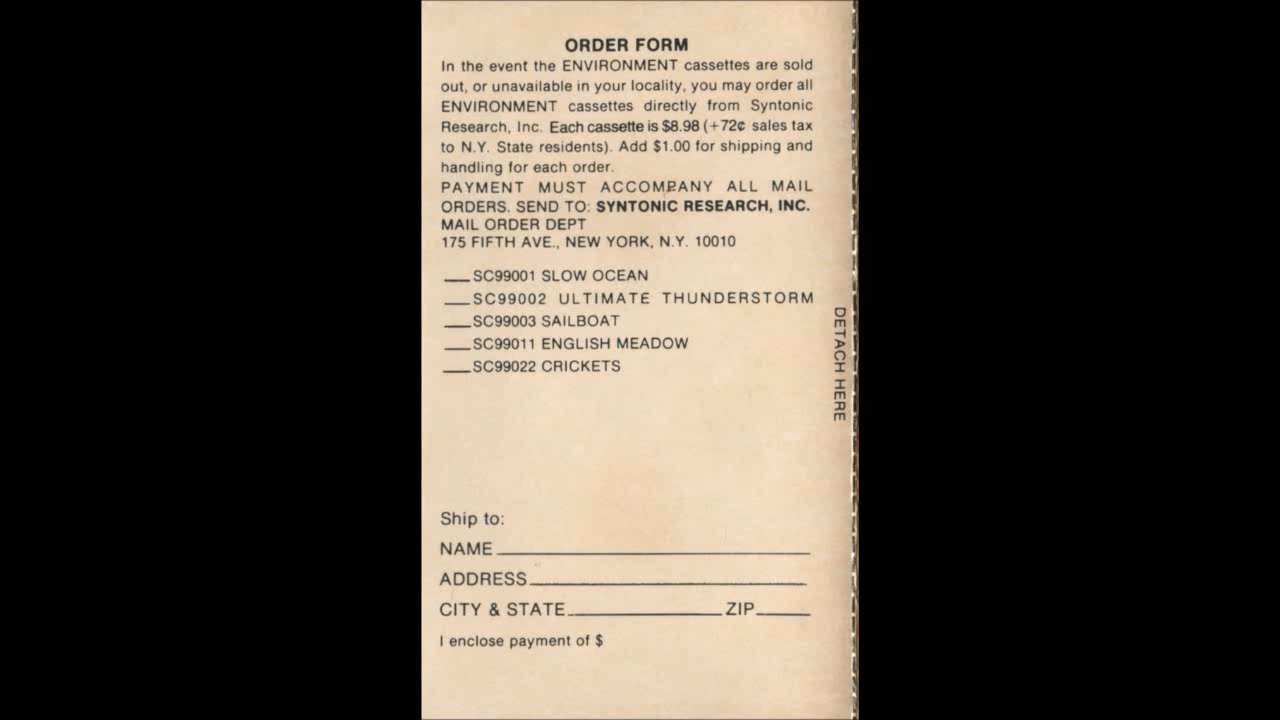 ORDER FORM
In the event the ENVIRONMENT cassettes are sold
out, or unavailable in your locality, you may order all
ENVIRONMENT cassettes directly from Syntonic
Research, Inc. Each cassette is $8.98 (+72¢ sales tax
to N.Y. State residents). Add $1.00 for shipping and
handling for each order.
PAYMENT MUST ACCOMPANY ALL MAIL
ORDERS. SEND TO: SYNTONIC RESEARCH, INC.
MAIL ORDER DEPT
175 FIFTH AVE., NEW YORK, N.Y. 10010
___SC99001 SLOW OCEAN
___SC99002 ULTIMATE THUNDERSTORM
___SC99003 SAILBOAT
___SC99011 ENGLISH MEADOW
___SC99022 CRICKETS
DETACH HERE
Ship to:
NAME
ADDRESS
CITY & STATE ZIP
I enclose payment of $